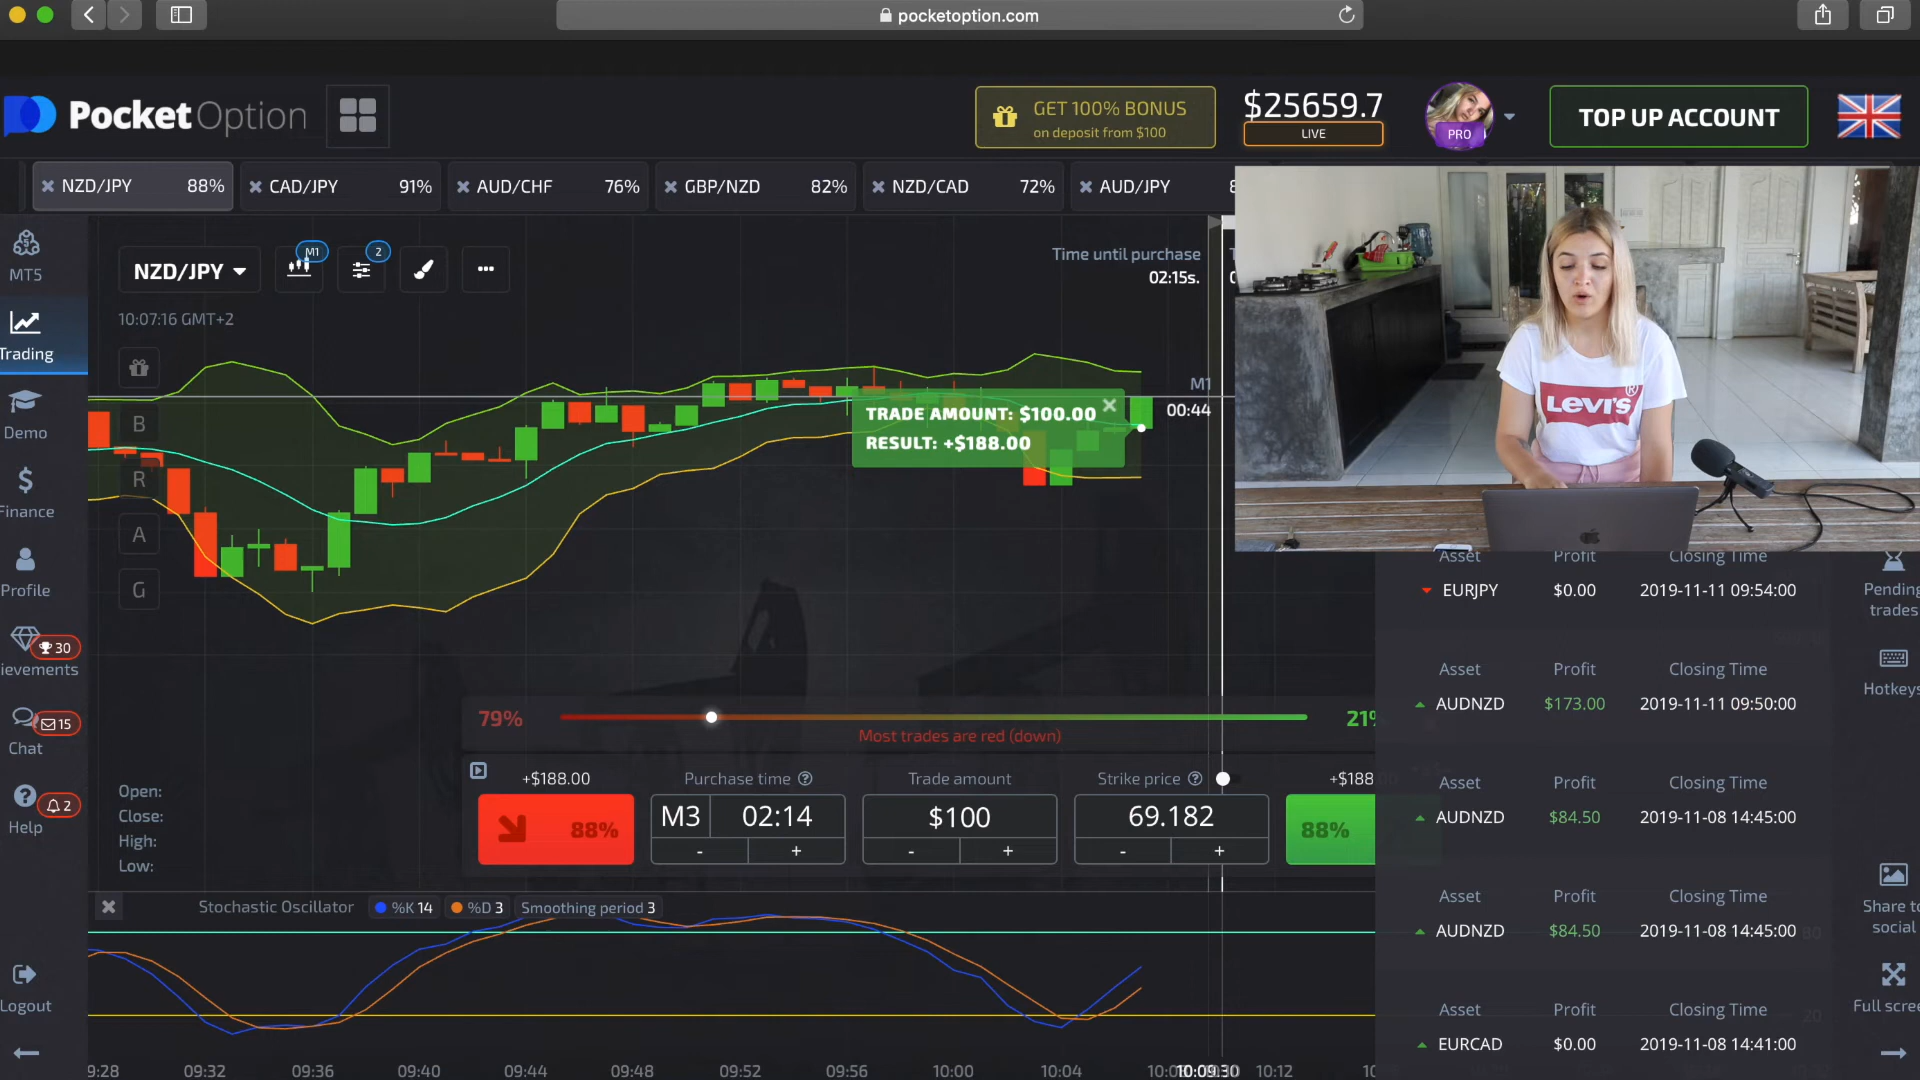 pocketoption.com
PocketOption
GET 100% BONUS
on deposit from $100
$25659.7
LIVE
PRO
TOP UP ACCOUNT
NZD/JPY 88%
CAD/JPY 91%
AUD/CHF 76%
GBP/NZD 82%
NZD/CAD 72%
AUD/JPY
MT5
Trading
Demo
Finance
Profile
30
ievements
15
Chat
2
Help
Logout
NZD/JPY
M1
2
10:07:16 GMT+2
B
R
A
G
Time until purchase
02:15s.
M1
00:44
TRADE AMOUNT: $100.00
RESULT: +$188.00
LEVI'S
®
79%
21%
Most trades are red (down)
+$188.00
Purchase time
Trade amount
Strike price
+$188
88%
M3 02:14
$100
69.182
88%
- +
- +
- +
Open:
Close:
High:
Low:
Stochastic Oscillator
%K 14
%D 3
Smoothing period 3
80
20
9:28 09:32 09:36 09:40 09:44 09:48 09:52 09:56 10:00 10:04 10:09:30 10:12
Asset Profit Closing Time
EURJPY $0.00 2019-11-11 09:54:00
Asset Profit Closing Time
AUDNZD $173.00 2019-11-11 09:50:00
Asset Profit Closing Time
AUDNZD $84.50 2019-11-08 14:45:00
Asset Profit Closing Time
AUDNZD $84.50 2019-11-08 14:45:00
Asset Profit Closing Time
EURCAD $0.00 2019-11-08 14:41:00
Pending
trades
Hotkeys
Share to
social
Full scree